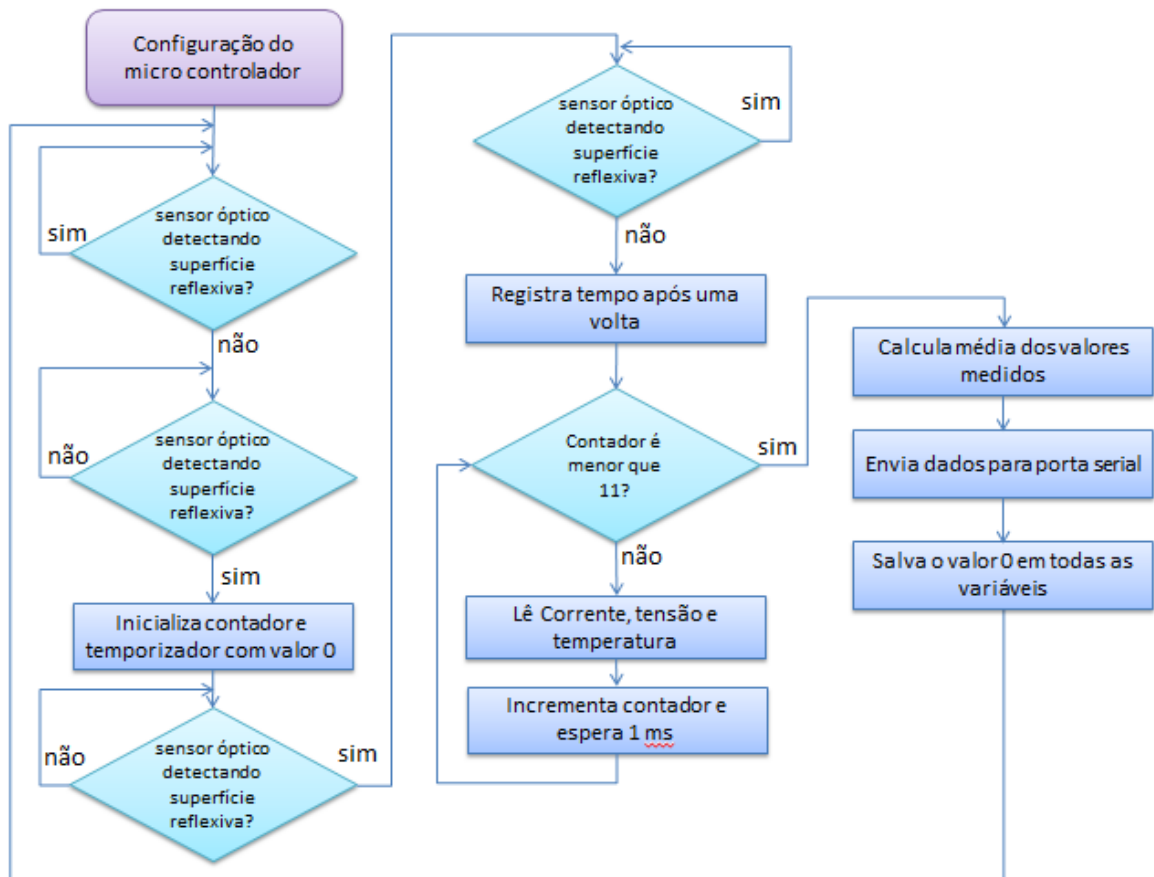 Configuração do
micro controlador
sensor óptico
detectando
superfície
reflexiva?
sim
não
sensor óptico
detectando
superfície
reflexiva?
não
sim
Inicializa contador e
temporizador com valor 0
sensor óptico
detectando
superfície
reflexiva?
não
sim
sensor óptico
detectando
superfície
reflexiva?
sim
não
Registra tempo após uma
volta
Contador é
menor que
11?
sim
não
Lê Corrente, tensão e
temperatura
Incrementa contador e
espera 1 ms
Calcula média dos valores
medidos
Envia dados para porta serial
Salva o valor 0 em todas as
variáveis